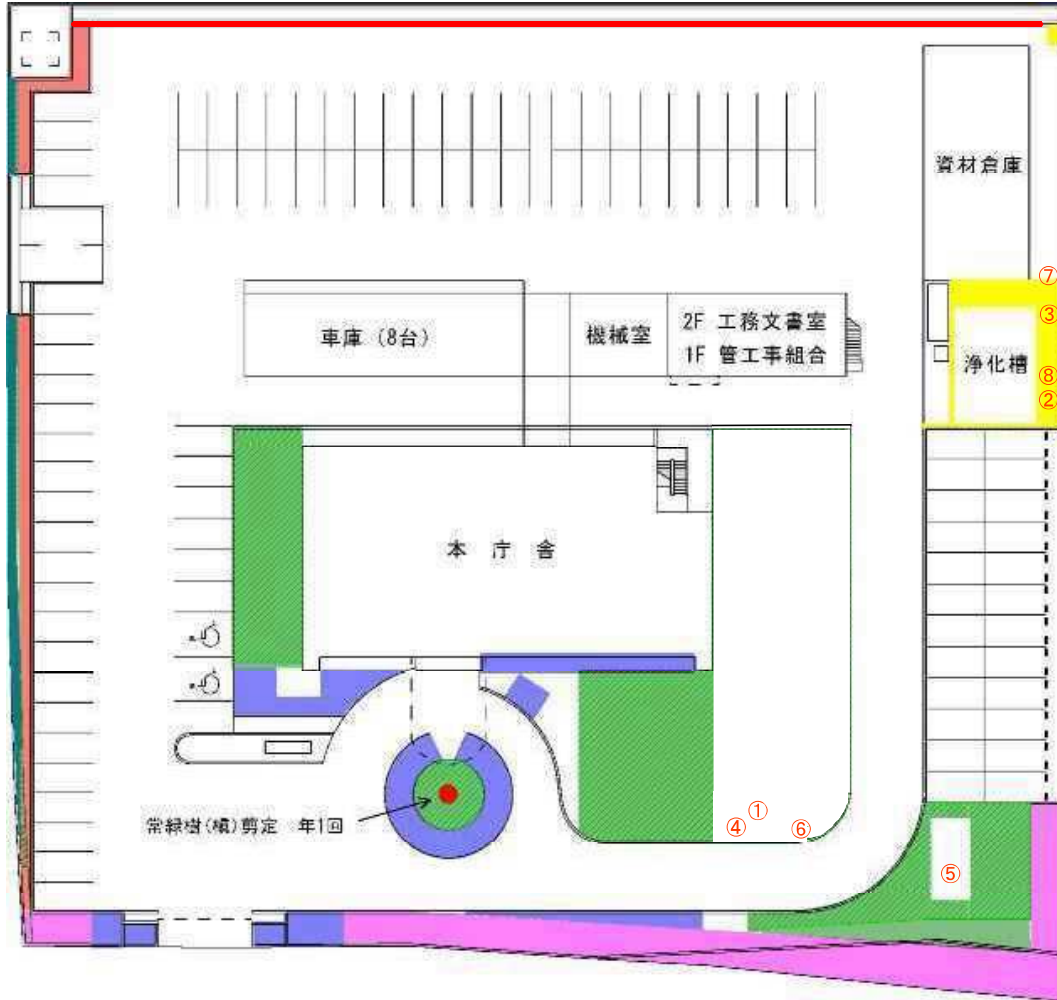 資材倉庫
⑦
車庫（8台）
機械室
2F 工務文書室
1F 管工事組合
③
浄化槽
⑧
②
本 庁 舎
①
④
⑥
常緑樹(槇)剪定 年1回
⑤